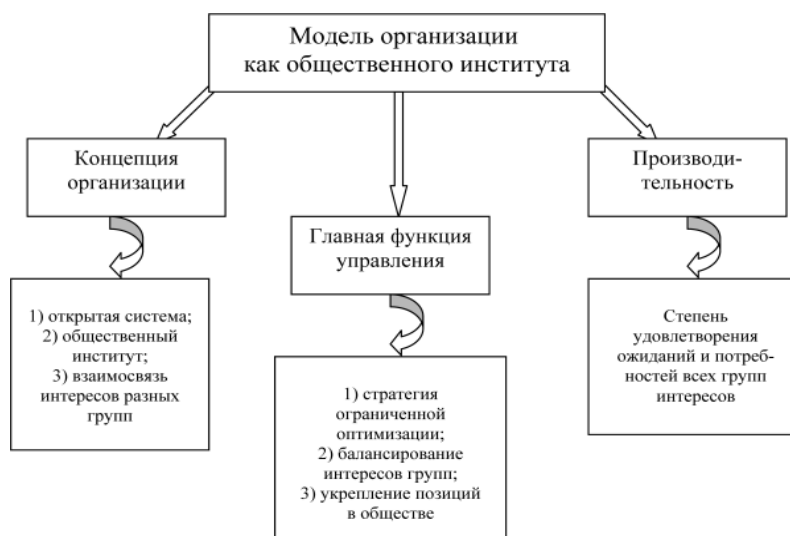 Модель организации
как общественного института
Концепция
организации
Производи-
тельность
Главная функция
управления
1) открытая система;
2) общественный
институт;
3) взаимосвязь
интересов разных
групп
Степень
удовлетворения
ожиданий и потреб-
ностей всех групп
интересов
1) стратегия
ограниченной
оптимизации;
2) балансирование
интересов групп;
3) укрепление позиций
в обществе